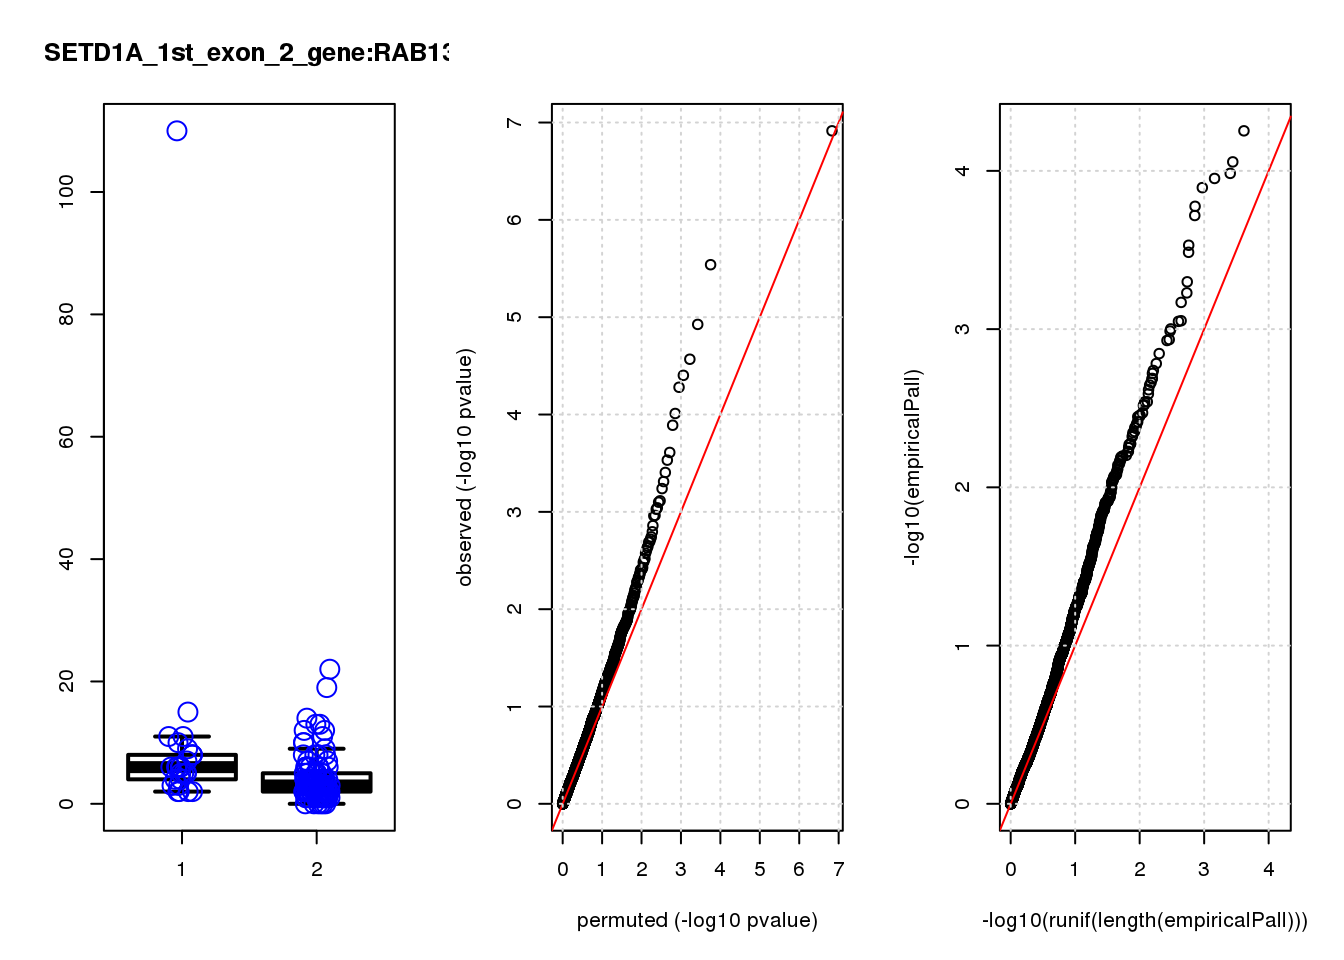 SETD1A_1st_exon_2_gene:RAB13
0 20 40 60 80 100
1 2
observed (-log10 pvalue)
0 1 2 3 4 5 6 7
0 1 2 3 4 5 6 7
permuted (-log10 pvalue)
-log10(empiricalPall)
0 1 2 3 4
0 1 2 3 4
-log10(runif(length(empiricalPall)))